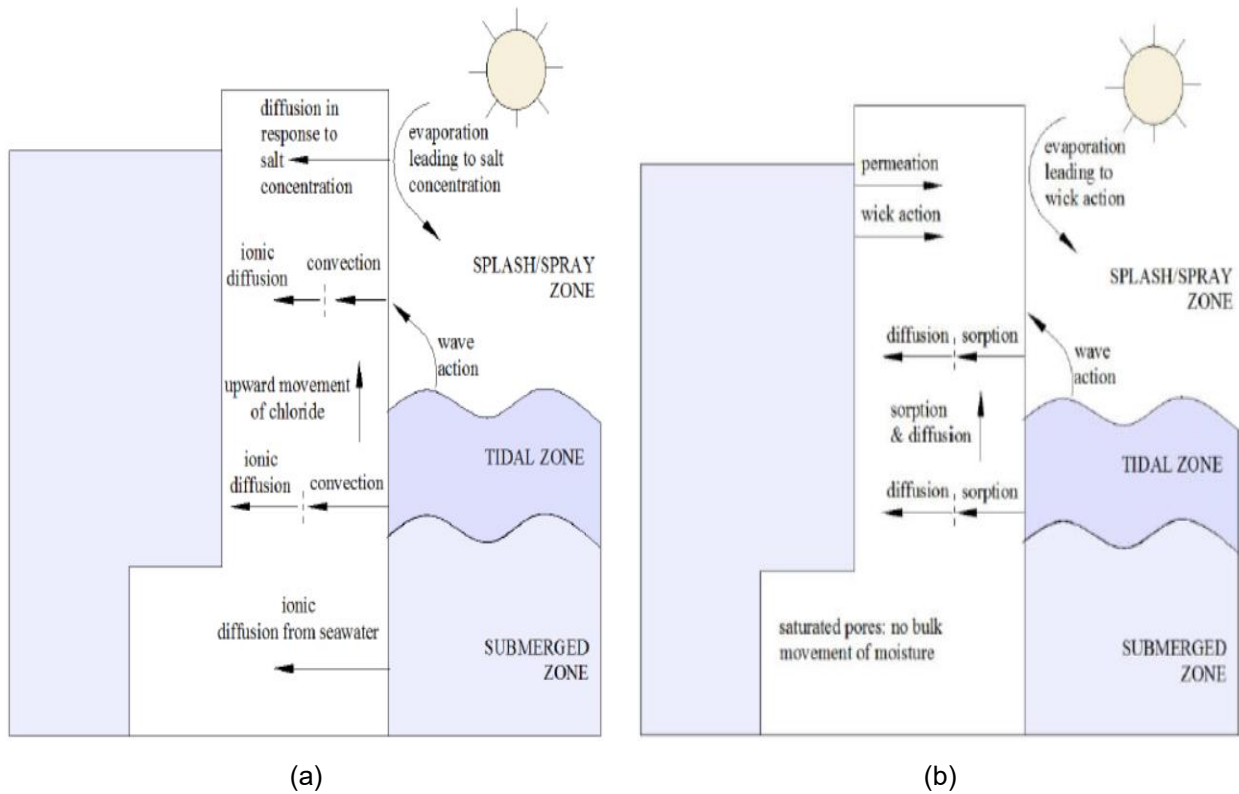 diffusion in
response to
salt
concentration
evaporation
leading to salt
concentration
ionic
diffusion
convection
SPLASH/SPRAY
ZONE
wave
action
upward movement
of chloride
ionic
diffusion
convection
TIDAL ZONE
ionic
diffusion from seawater
SUBMERGED
ZONE
(a)
permeation
wick action
evaporation
leading to
wick action
SPLASH/SPRAY
ZONE
diffusion
sorption
wave
action
sorption
& diffusion
diffusion
sorption
TIDAL ZONE
saturated pores: no bulk
movement of moisture
SUBMERGED
ZONE
(b)